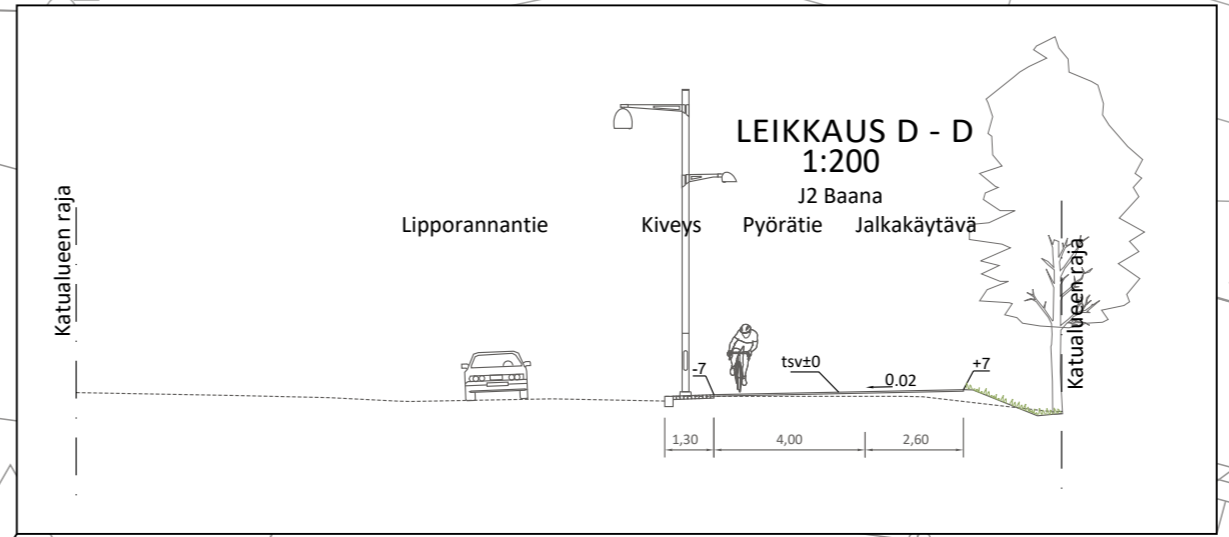 LEIKKAUS D - D
1:200
J2 Baana
Katualueen raja
Lipporannantie
Kiveys
Pyörätie
Jalkakäytävä
Katualueen raja
-7
tsv±0
0.02
+7
1,30
4,00
2,60